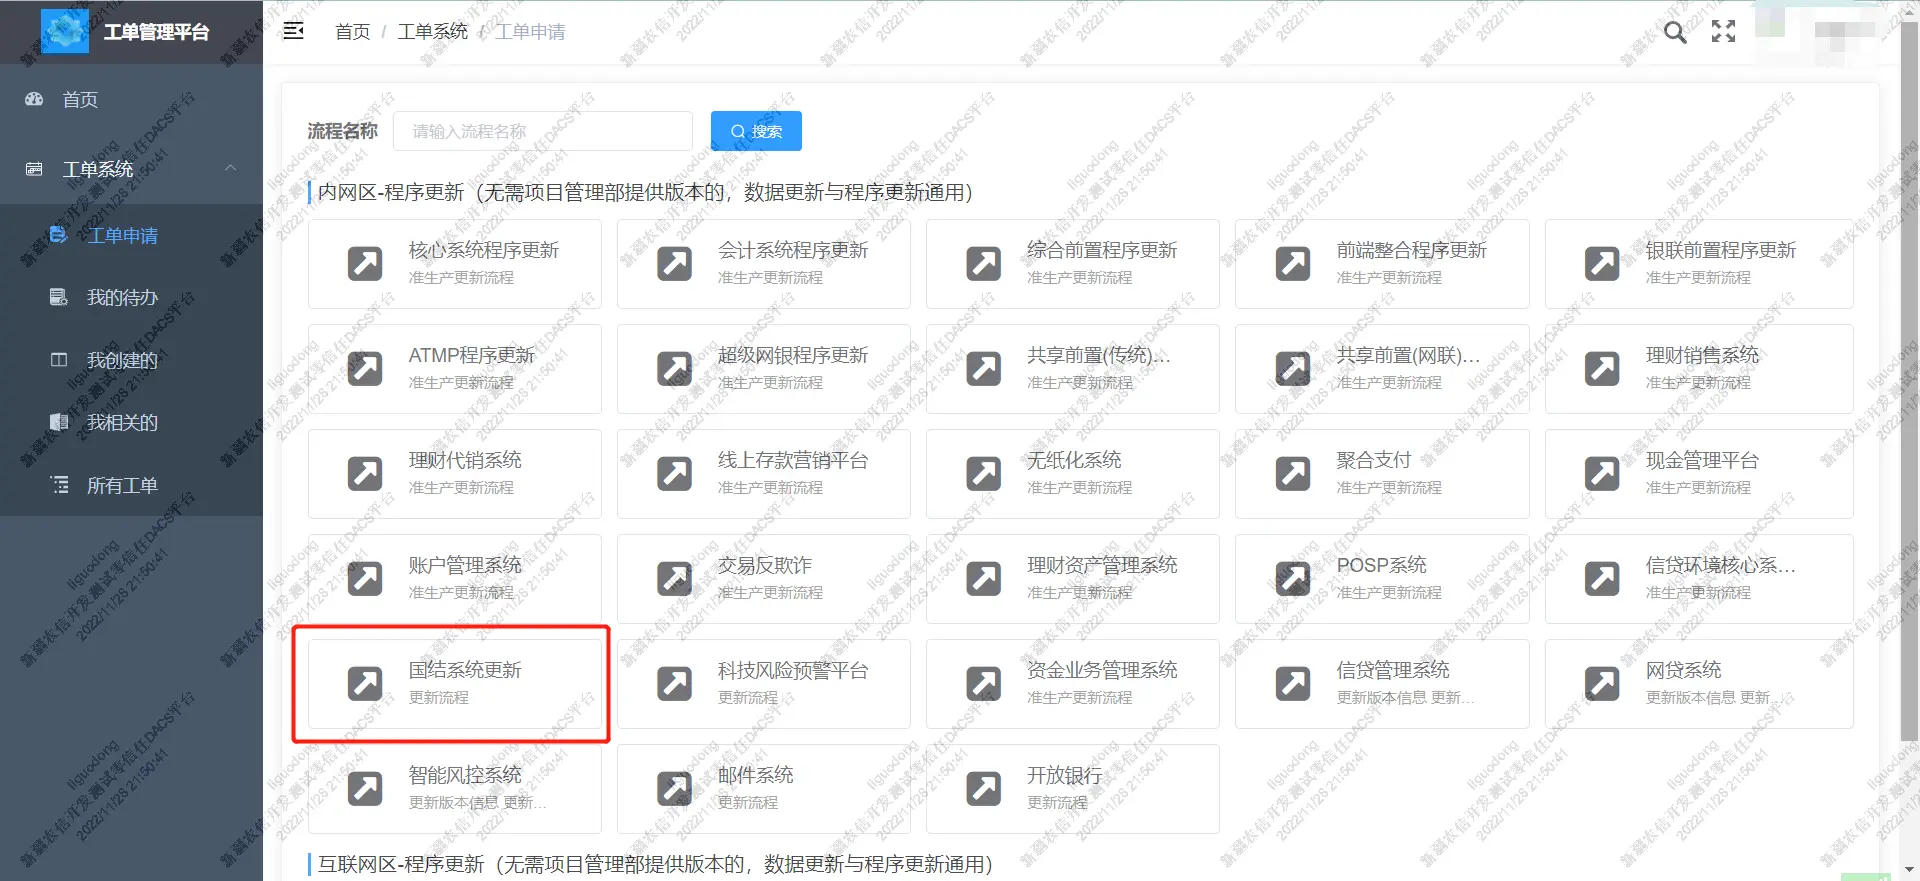 工单管理平台
首页 / 工单系统 / 工单申请
首页
工单系统
工单申请
我的待办
我创建的
我相关的
所有工单
流程名称 请输入流程名称 搜索
内网区-程序更新（无需项目管理部提供版本的，数据更新与程序更新通用）
核心系统程序更新
准生产更新流程
会计系统程序更新
准生产更新流程
综合前置程序更新
准生产更新流程
前端整合程序更新
准生产更新流程
银联前置程序更新
准生产更新流程
ATMP程序更新
准生产更新流程
超级网银程序更新
准生产更新流程
共享前置(传统)...
准生产更新流程
共享前置(网联)...
准生产更新流程
理财销售系统
准生产更新流程
理财代销系统
准生产更新流程
线上存款营销平台
准生产更新流程
无纸化系统
准生产更新流程
聚合支付
准生产更新流程
现金管理平台
准生产更新流程
账户管理系统
准生产更新流程
交易反欺诈
准生产更新流程
理财资产管理系统
准生产更新流程
POSP系统
准生产更新流程
信贷环境核心系...
准生产更新流程
国结系统更新
更新流程
科技风险预警平台
更新流程
资金业务管理系统
准生产更新流程
信贷管理系统
更新版本信息 更新...
网贷系统
更新版本信息 更新...
智能风控系统
更新版本信息 更新...
邮件系统
更新流程
开放银行
更新流程
互联网区-程序更新（无需项目管理部提供版本的，数据更新与程序更新通用）
新疆农信开发测试零信任DACS平台
liguodong
2022/11/28 21:50:41